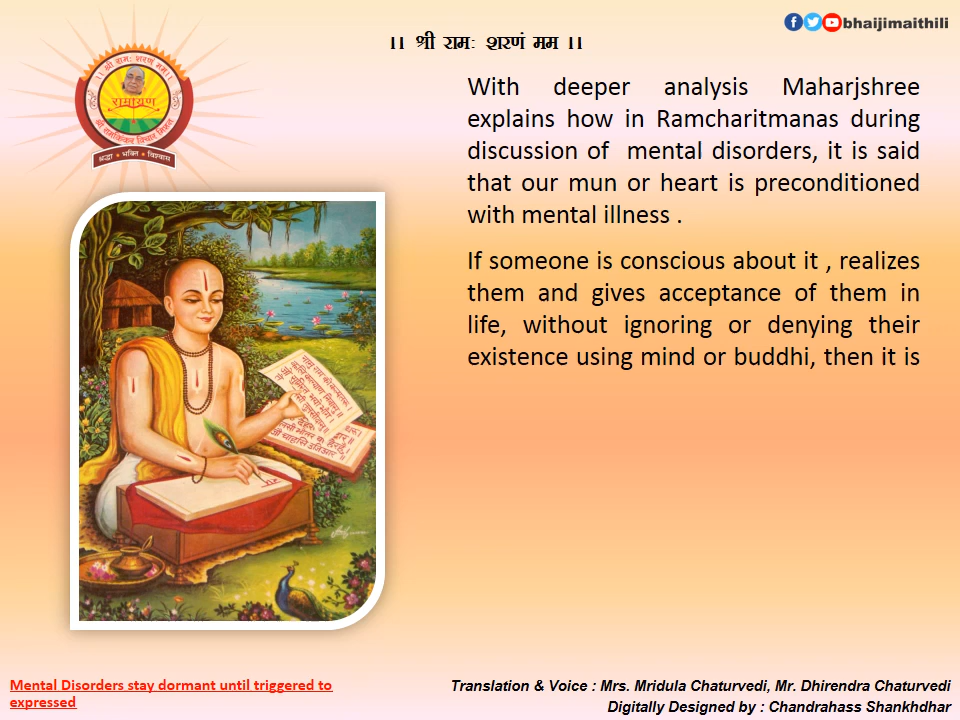 bhaijimaithili
।। श्री रामः शरणं मम ।।
।। श्री रामः शरणं मम ।।
रामायण
श्रद्धा • भक्ति • विश्वास
With deeper analysis Maharjshree
explains how in Ramcharitmanas during
discussion of mental disorders, it is said
that our mun or heart is preconditioned
with mental illness .
If someone is conscious about it , realizes
them and gives acceptance of them in
life, without ignoring or denying their
existence using mind or buddhi, then it is
Mental Disorders stay dormant until triggered to
expressed
Translation & Voice : Mrs. Mridula Chaturvedi, Mr. Dhirendra Chaturvedi
Digitally Designed by : Chandrahass Shankhdhar